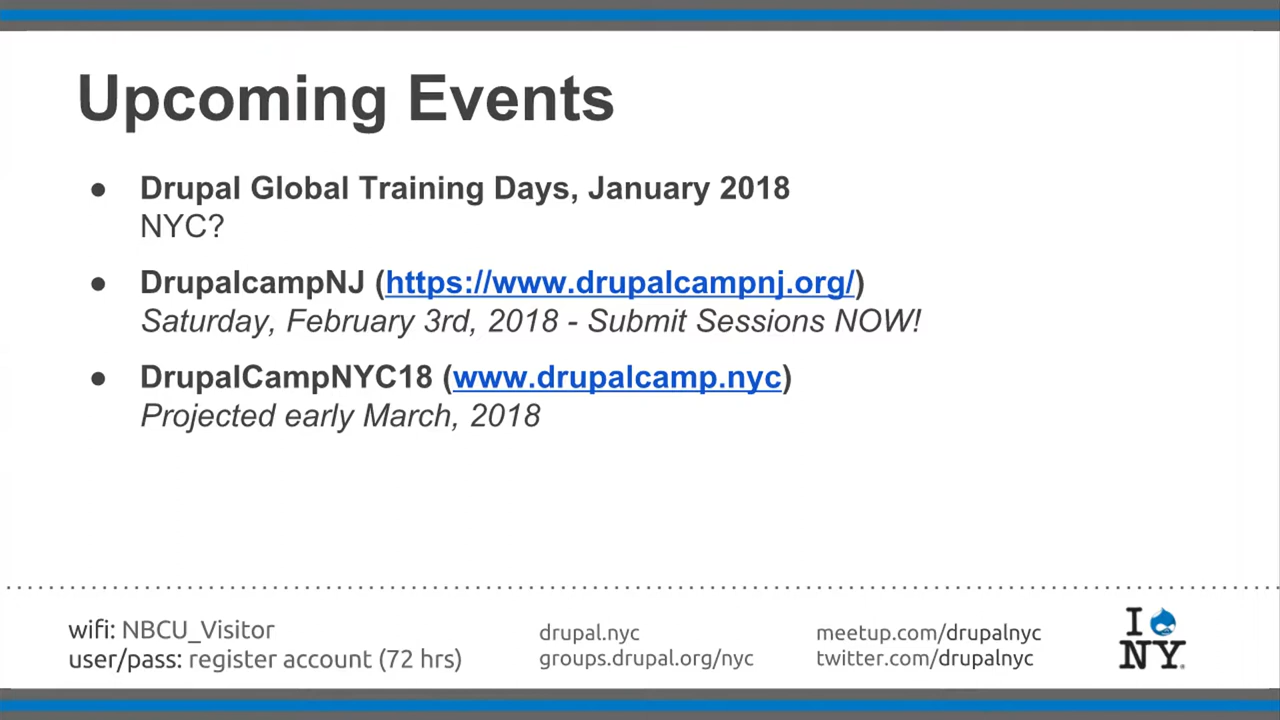 Upcoming Events
● Drupal Global Training Days, January 2018
NYC?
● DrupalcampNJ (https://www.drupalcampnj.org/)
Saturday, February 3rd, 2018 - Submit Sessions NOW!
● DrupalCampNYC18 (www.drupalcamp.nyc)
Projected early March, 2018
wifi: NBCU_Visitor
user/pass: register account (72 hrs)
drupal.nyc
groups.drupal.org/nyc
meetup.com/drupalnyc
twitter.com/drupalnyc
I
NY